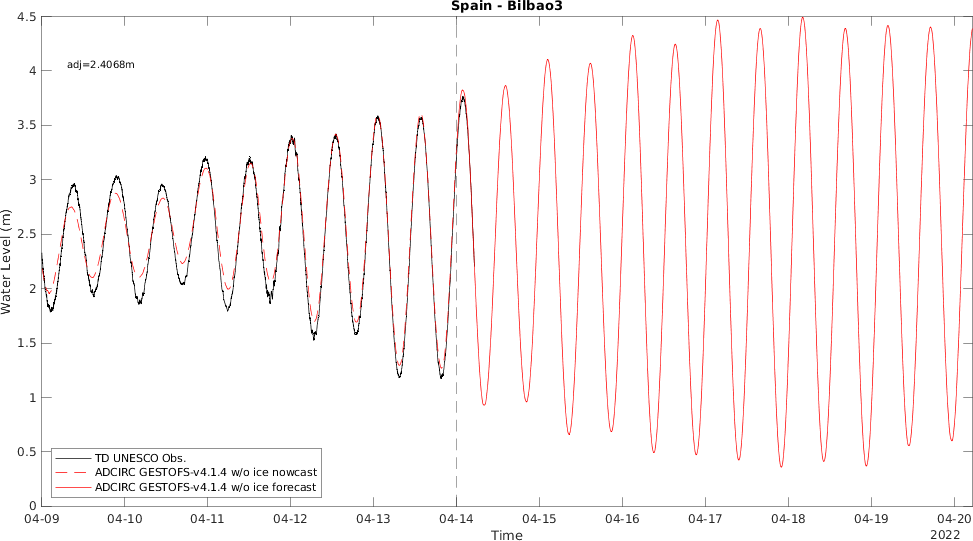 Spain - Bilbao3
adj=2.4068m
4.5
4
3.5
3
2.5
2
1.5
1
0.5
0
Water Level (m)
TD UNESCO Obs.
ADCIRC GESTOFS-v4.1.4 w/o ice nowcast
ADCIRC GESTOFS-v4.1.4 w/o ice forecast
04-09 04-10 04-11 04-12 04-13 04-14 04-15 04-16 04-17 04-18 04-19 04-20
Time
2022